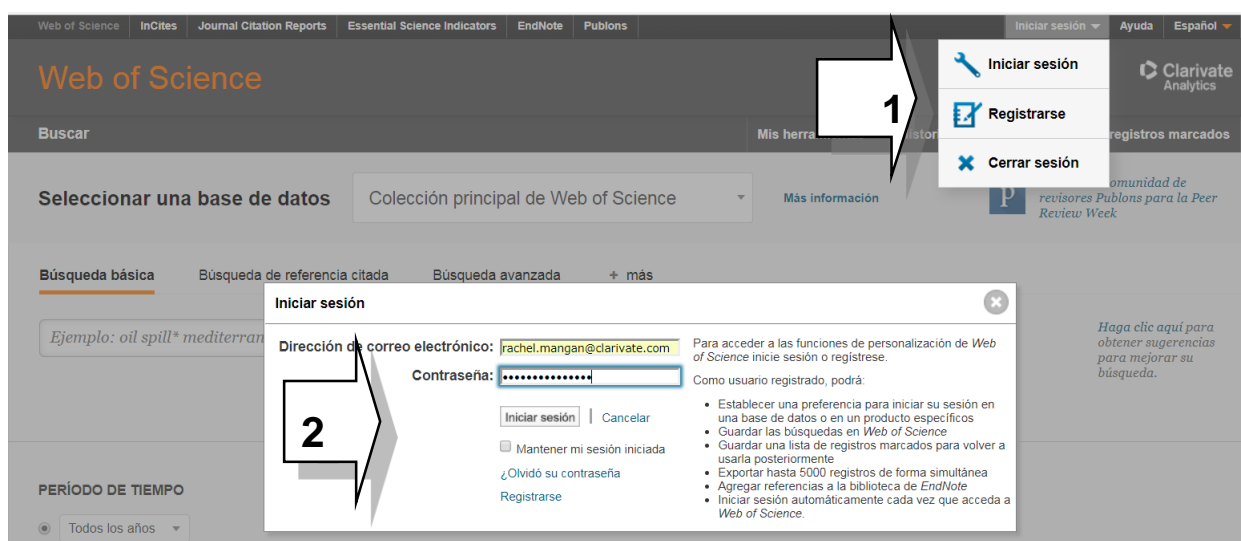 Web of Science InCites Journal Citation Reports Essential Science Indicators EndNote Publons Iniciar sesión Ayuda Español
Web of Science
Clarivate
Analytics
Iniciar sesión
Registrarse
Cerrar sesión
1
Buscar Mis herra registros marcados
Seleccionar una base de datos Colección principal de Web of Science Más información
omunidad de
revisores Publons para la Peer
Review Week
Búsqueda básica Búsqueda de referencia citada Búsqueda avanzada + más
Ejemplo: oil spill* mediterran
Haga clic aquí para
obtener sugerencias
para mejorar su
búsqueda.
Iniciar sesión
Dirección de correo electrónico: rachel.mangan@clarivate.com
Contraseña: •••••••••••••••
Iniciar sesión | Cancelar
Mantener mi sesión iniciada
¿Olvidó su contraseña
Registrarse
2
Para acceder a las funciones de personalización de Web
of Science inicie sesión o regístrese.
Como usuario registrado, podrá:
• Establecer una preferencia para iniciar su sesión en
una base de datos o en un producto específicos
• Guardar las búsquedas en Web of Science
• Guardar una lista de registros marcados para volver a
usarla posteriormente
• Exportar hasta 5000 registros de forma simultánea
• Agregar referencias a la biblioteca de EndNote
• Iniciar sesión automáticamente cada vez que acceda a
Web of Science.
PERÍODO DE TIEMPO
Todos los años